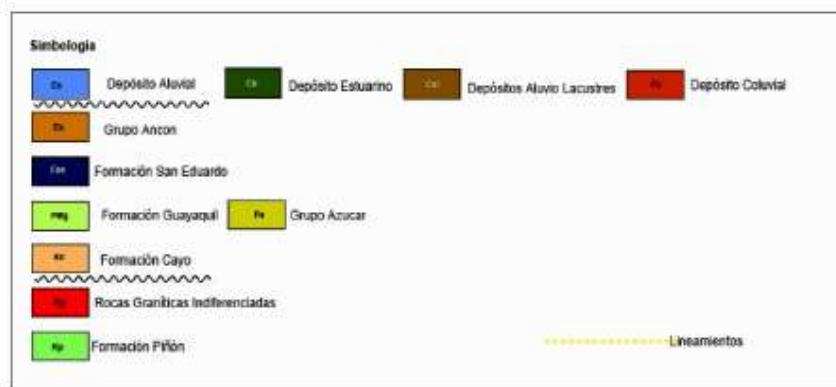 Simbología
Depósito Aluvial Depósito Estuarino Depósitos Aluvio Lacustres Depósito Coluvial
Grupo Ancon
Formación San Eduardo
Formación Guayaquil Grupo Azucar
Formación Cayo
Rocas Graníticas Indiferenciadas
Formación Piñón Lineamientos